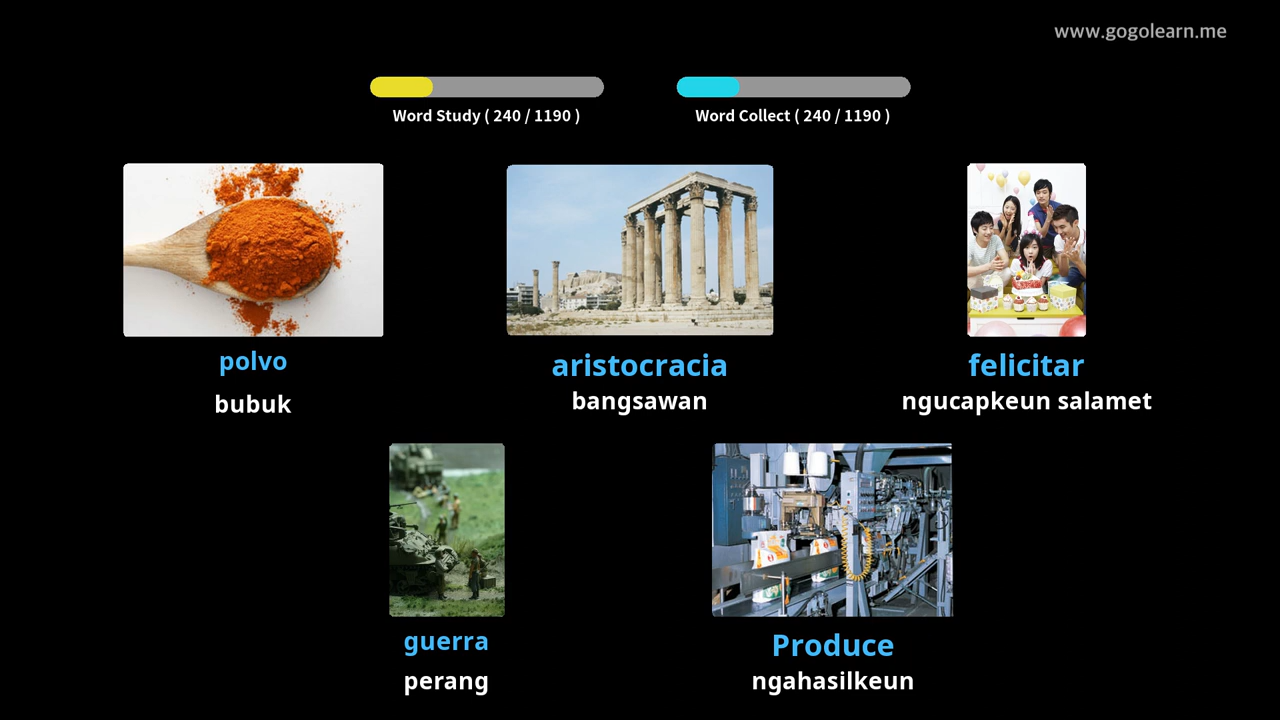 www.gogolearn.me
Word Study ( 240 / 1190 )
Word Collect ( 240 / 1190 )
polvo
bubuk
aristocracia
bangsawan
felicitar
ngucapkeun salamet
guerra
perang
Produce
ngahasilkeun